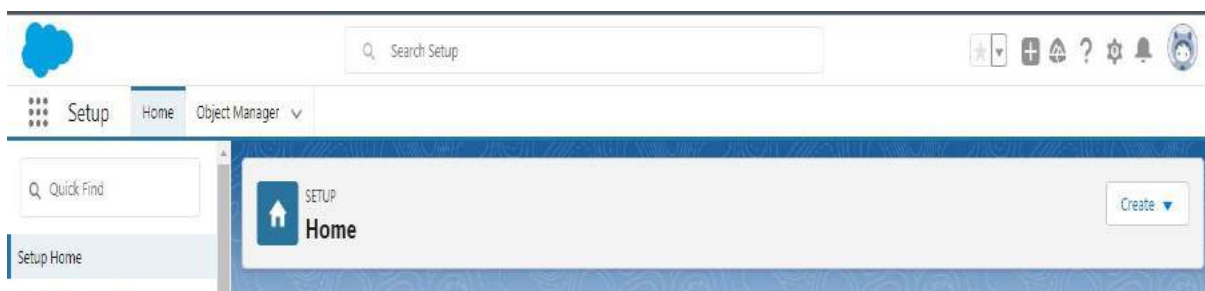 Search Setup
Setup Home Object Manager
Quick Find
SETUP
Home
Create
Setup Home